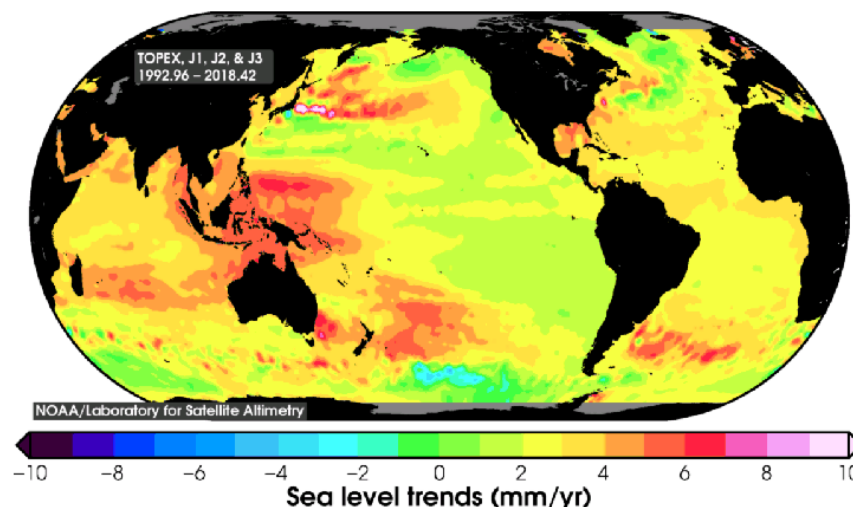 TOPEX, J1, J2, & J3
1992.96 – 2018.42
NOAA/Laboratory for Satellite Altimetry
−10 −8 −6 −4 −2 0 2 4 6 8 10
Sea level trends (mm/yr)